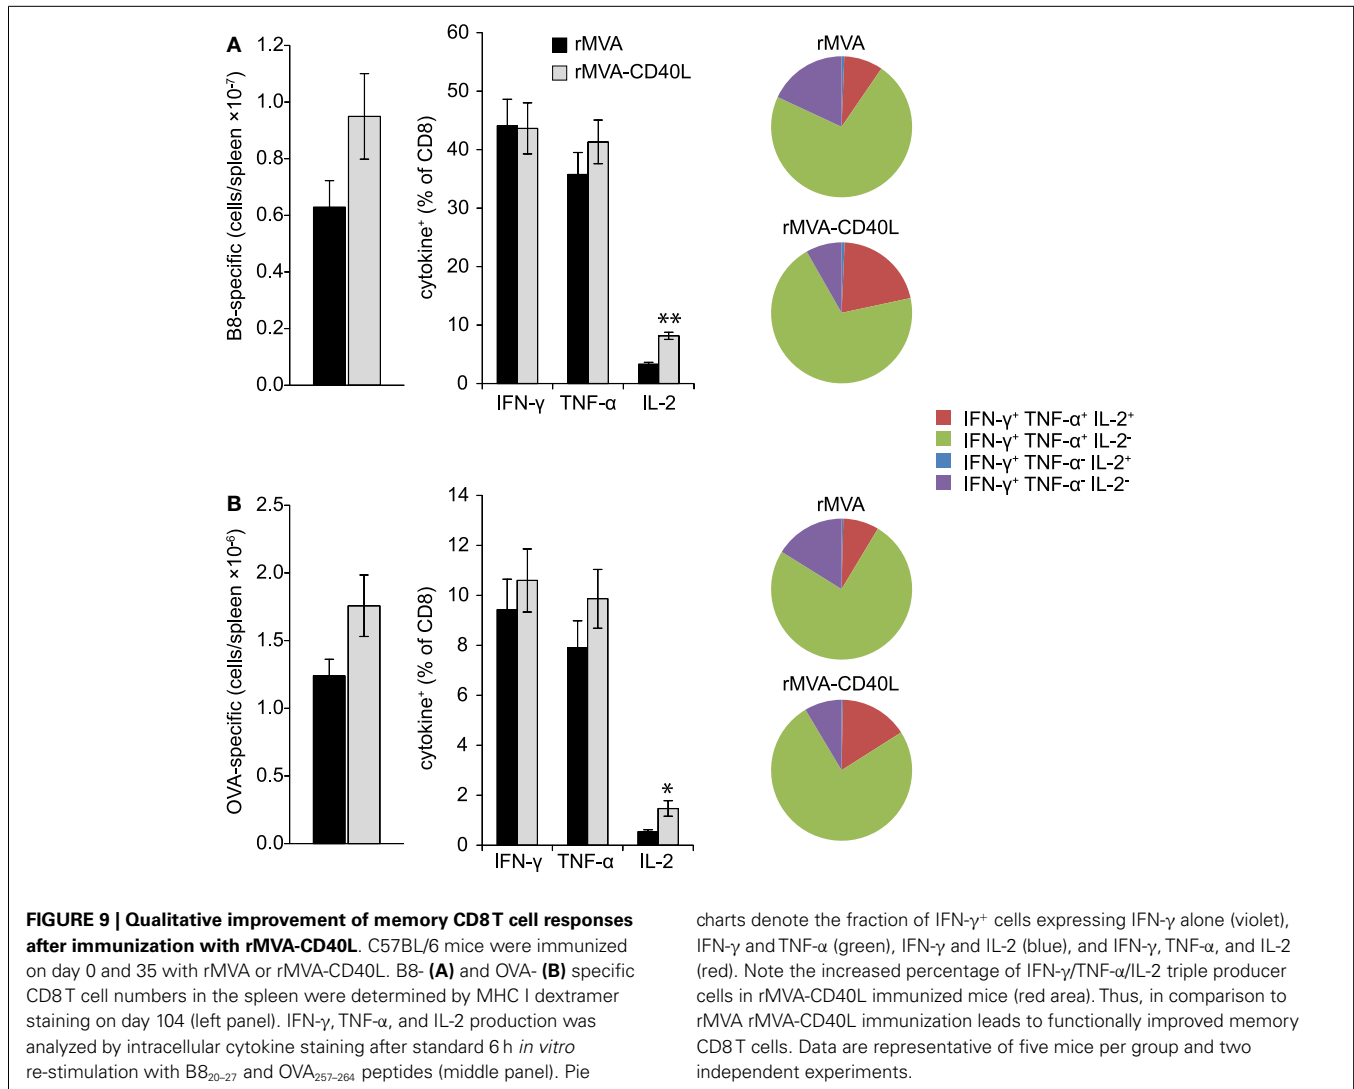 A
1.2
1.0
0.8
0.6
0.4
0.2
0.0
B8-specific (cells/spleen ×10⁻⁷)
60
50
40
30
20
10
0
cytokine⁺ (% of CD8)
rMVA
rMVA-CD40L
**
IFN-γ TNF-α IL-2
rMVA
rMVA-CD40L
IFN-γ⁺ TNF-α⁺ IL-2⁺
IFN-γ⁺ TNF-α⁺ IL-2⁻
IFN-γ⁺ TNF-α⁻ IL-2⁺
IFN-γ⁺ TNF-α⁻ IL-2⁻
B
2.5
2.0
1.5
1.0
0.5
0.0
OVA-specific (cells/spleen ×10⁻⁶)
14
12
10
8
6
4
2
0
cytokine⁺ (% of CD8)
*
IFN-γ TNF-α IL-2
rMVA
rMVA-CD40L
FIGURE 9 | Qualitative improvement of memory CD8 T cell responses
after immunization with rMVA-CD40L. C57BL/6 mice were immunized
on day 0 and 35 with rMVA or rMVA-CD40L. B8- (A) and OVA- (B) specific
CD8 T cell numbers in the spleen were determined by MHC I dextramer
staining on day 104 (left panel). IFN-γ, TNF-α, and IL-2 production was
analyzed by intracellular cytokine staining after standard 6 h in vitro
re-stimulation with B8₂₀₋₂₇ and OVA₂₅₇₋₂₆₄ peptides (middle panel). Pie
charts denote the fraction of IFN-γ⁺ cells expressing IFN-γ alone (violet),
IFN-γ and TNF-α (green), IFN-γ and IL-2 (blue), and IFN-γ, TNF-α, and IL-2
(red). Note the increased percentage of IFN-γ/TNF-α/IL-2 triple producer
cells in rMVA-CD40L immunized mice (red area). Thus, in comparison to
rMVA rMVA-CD40L immunization leads to functionally improved memory
CD8 T cells. Data are representative of five mice per group and two
independent experiments.